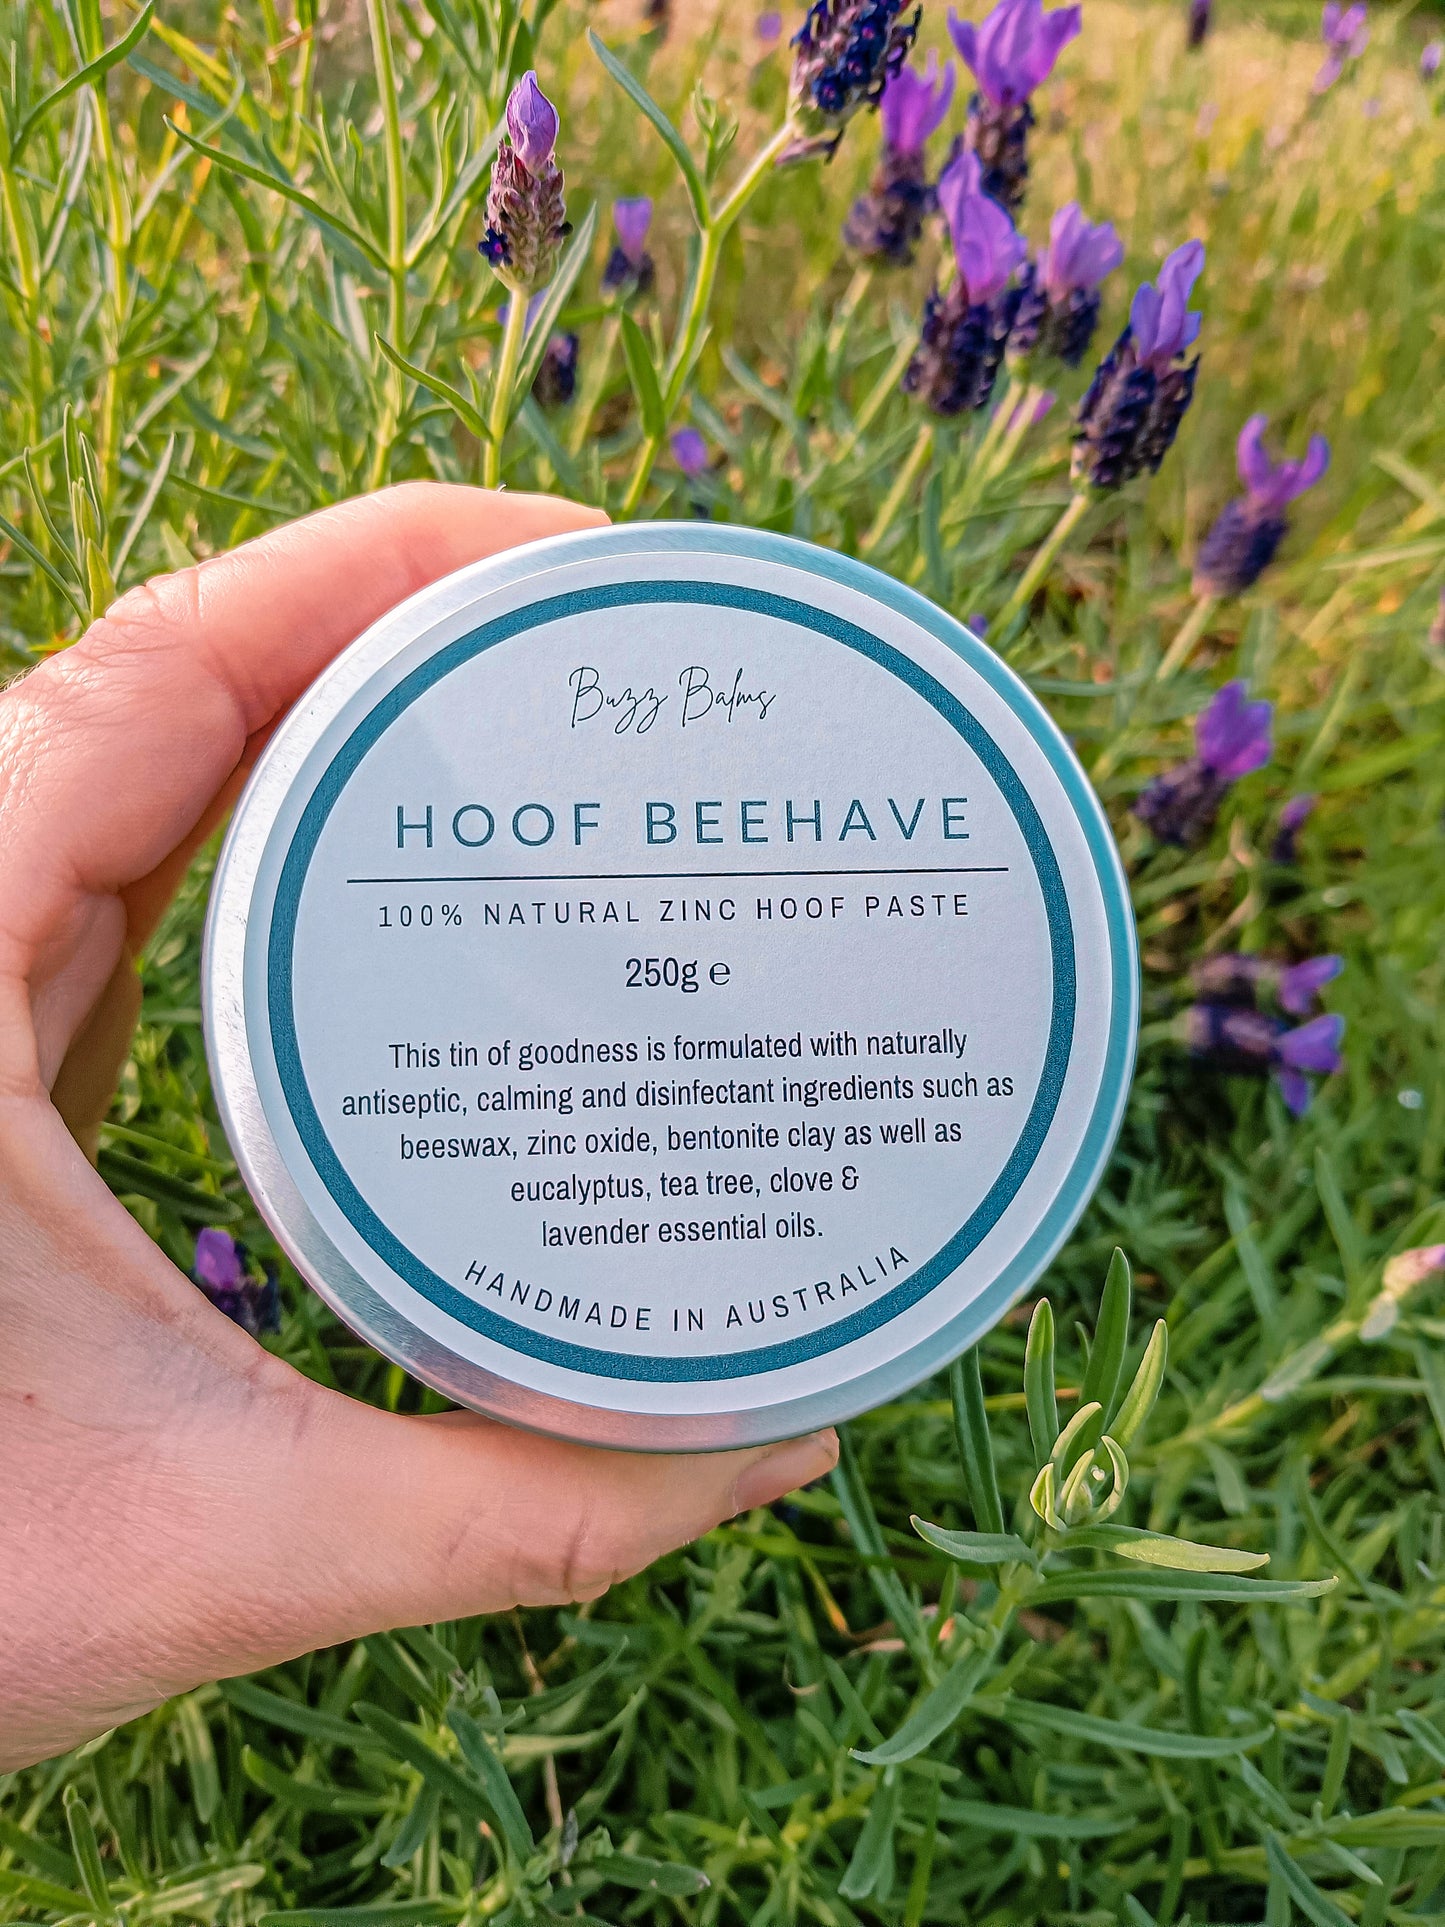 Buzz Balms
HOOF BEEHAVE
100% NATURAL ZINC HOOF PASTE
250g ℮
This tin of goodness is formulated with naturally
antiseptic, calming and disinfectant ingredients such as
beeswax, zinc oxide, bentonite clay as well as
eucalyptus, tea tree, clove &
lavender essential oils.
HANDMADE IN AUSTRALIA